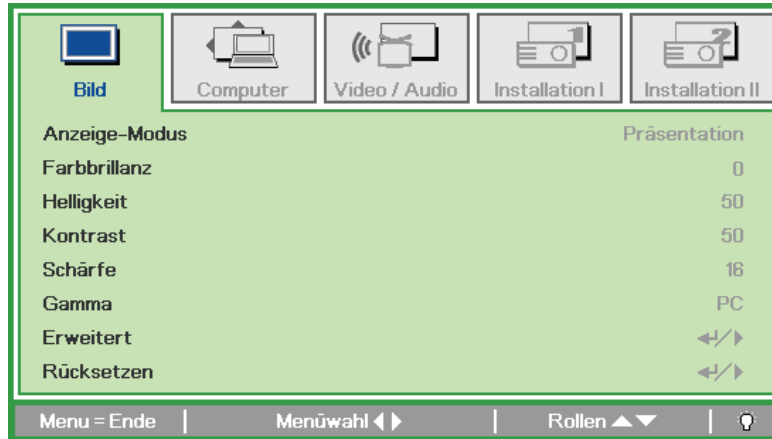 Bild
Computer
Video / Audio
Installation I
Installation II
Anzeige-Modus Präsentation
Farbbrillanz 0
Helligkeit 50
Kontrast 50
Schärfe 16
Gamma PC
Erweitert ◂↵/▸
Rücksetzen ◂↵/▸
Menu = Ende | Menüwahl ◂▸ | Rollen ▲▼ |